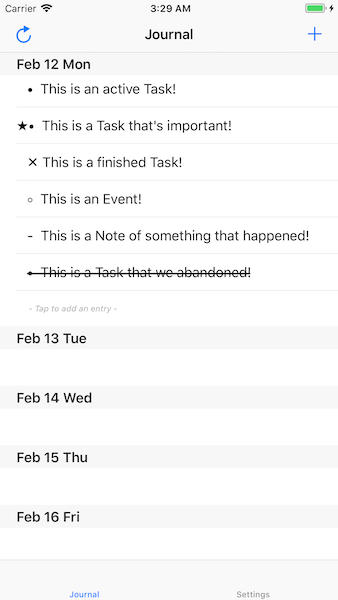 Carrier 3:29 AM
Journal +
Feb 12 Mon
• This is an active Task!
★• This is a Task that's important!
✕ This is a finished Task!
○ This is an Event!
- This is a Note of something that happened!
• This is a Task that we abandoned!
- Tap to add an entry -
Feb 13 Tue
Feb 14 Wed
Feb 15 Thu
Feb 16 Fri
Journal Settings